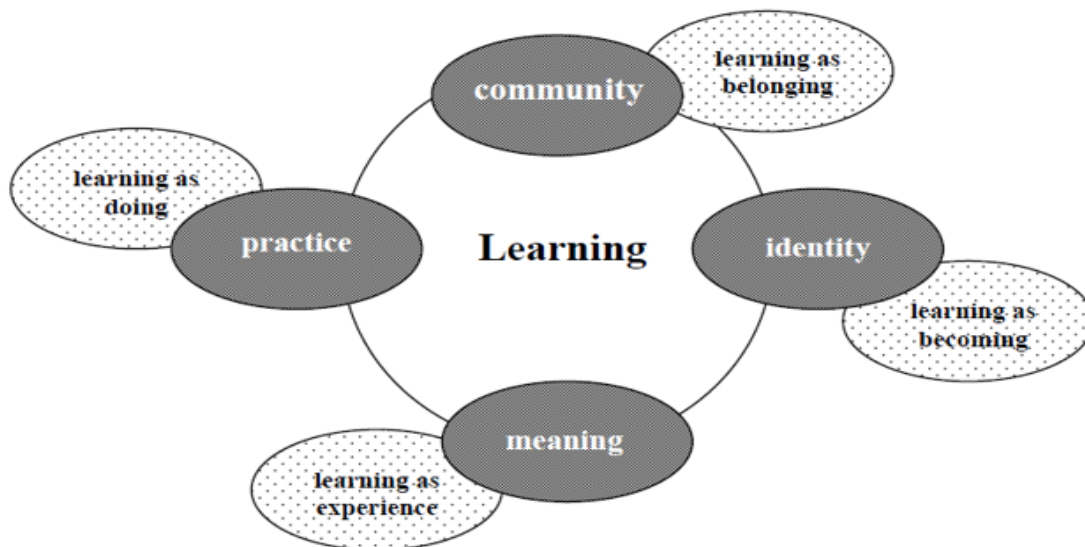 community
learning as
belonging
learning as
doing
practice
Learning
identity
learning as
becoming
meaning
learning as
experience